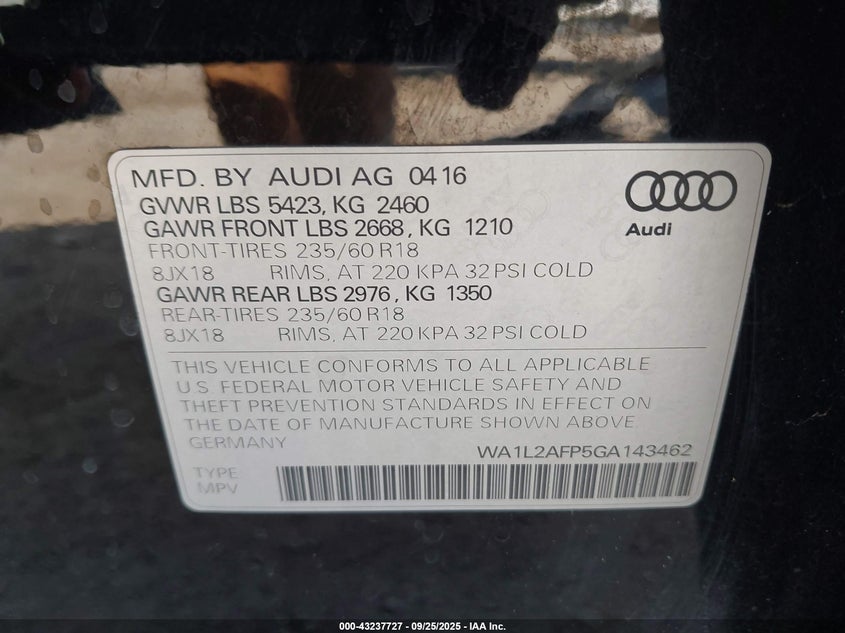 MFD. BY AUDI AG 04 16
GVWR LBS 5423, KG 2460
GAWR FRONT LBS 2668, KG 1210
FRONT-TIRES 235/60 R18
8JX18 RIMS, AT 220 KPA 32 PSI COLD
GAWR REAR LBS 2976, KG 1350
REAR-TIRES 235/60 R18
8JX18 RIMS, AT 220 KPA 32 PSI COLD
Audi
THIS VEHICLE CONFORMS TO ALL APPLICABLE
U.S. FEDERAL MOTOR VEHICLE SAFETY AND
THEFT PREVENTION STANDARDS IN EFFECT ON
THE DATE OF MANUFACTURE SHOWN ABOVE.
GERMANY
WA1L2AFP5GA143462
TYPE
MPV
000-43237727 - 09/25/2025 - IAA Inc.